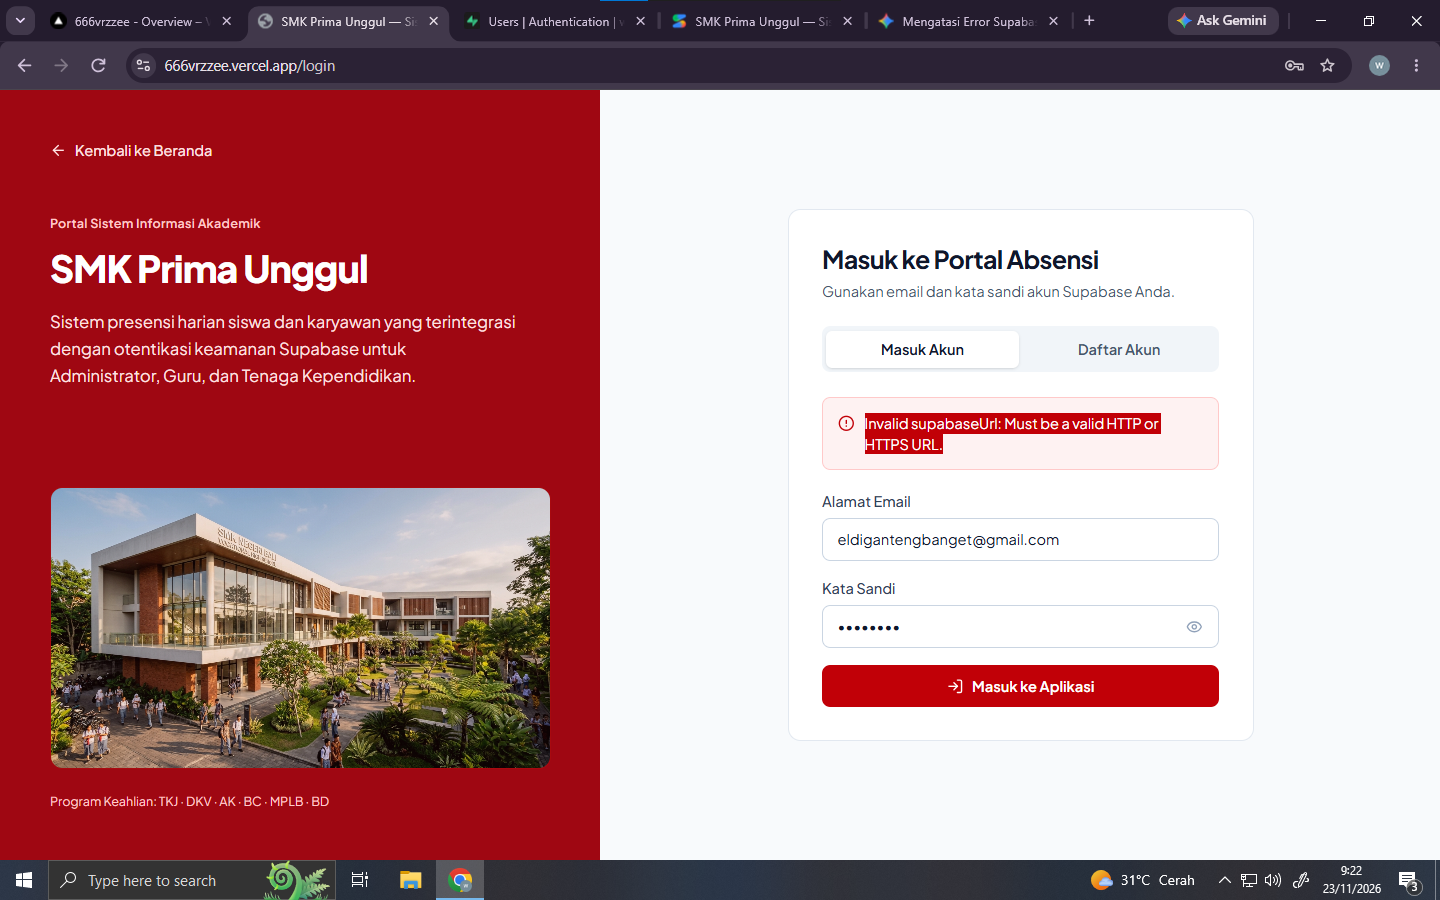 666vrzzee - Overview – V
SMK Prima Unggul — Sis
Users | Authentication | w
SMK Prima Unggul — Sis
Mengatasi Error Supaba
Ask Gemini
666vrzzee.vercel.app/login
W
Kembali ke Beranda
Portal Sistem Informasi Akademik
SMK Prima Unggul
Sistem presensi harian siswa dan karyawan yang terintegrasi
dengan otentikasi keamanan Supabase untuk
Administrator, Guru, dan Tenaga Kependidikan.
Program Keahlian: TKJ · DKV · AK · BC · MPLB · BD
Masuk ke Portal Absensi
Gunakan email dan kata sandi akun Supabase Anda.
Masuk Akun
Daftar Akun
Invalid supabaseUrl: Must be a valid HTTP or
HTTPS URL.
Alamat Email
eldigantengbanget@gmail.com
Kata Sandi
••••••••
Masuk ke Aplikasi
Type here to search
31°C Cerah
9:22
23/11/2026
3